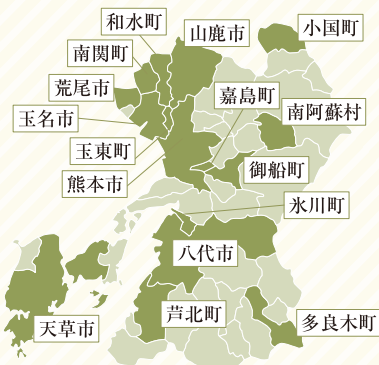 和水町
山鹿市
小国町
南関町
荒尾市
嘉島町
南阿蘇村
玉名市
玉東町
御船町
熊本市
氷川町
八代市
芦北町
多良木町
天草市